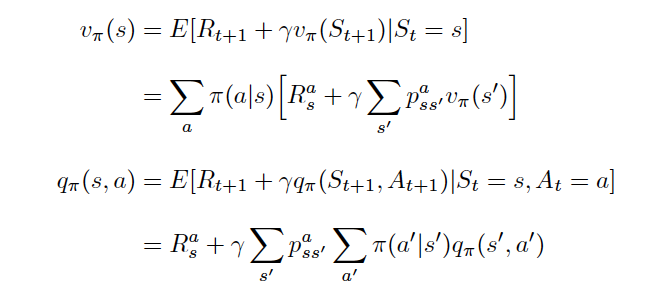 v_π(s) = E[R_{t+1} + γv_π(S_{t+1})|S_t = s]
= ∑_a π(a|s)[R_s^a + γ ∑_{s'} p_{ss'}^a v_π(s')]
q_π(s, a) = E[R_{t+1} + γq_π(S_{t+1}, A_{t+1})|S_t = s, A_t = a]
= R_s^a + γ ∑_{s'} p_{ss'}^a ∑_{a'} π(a'|s')q_π(s', a')